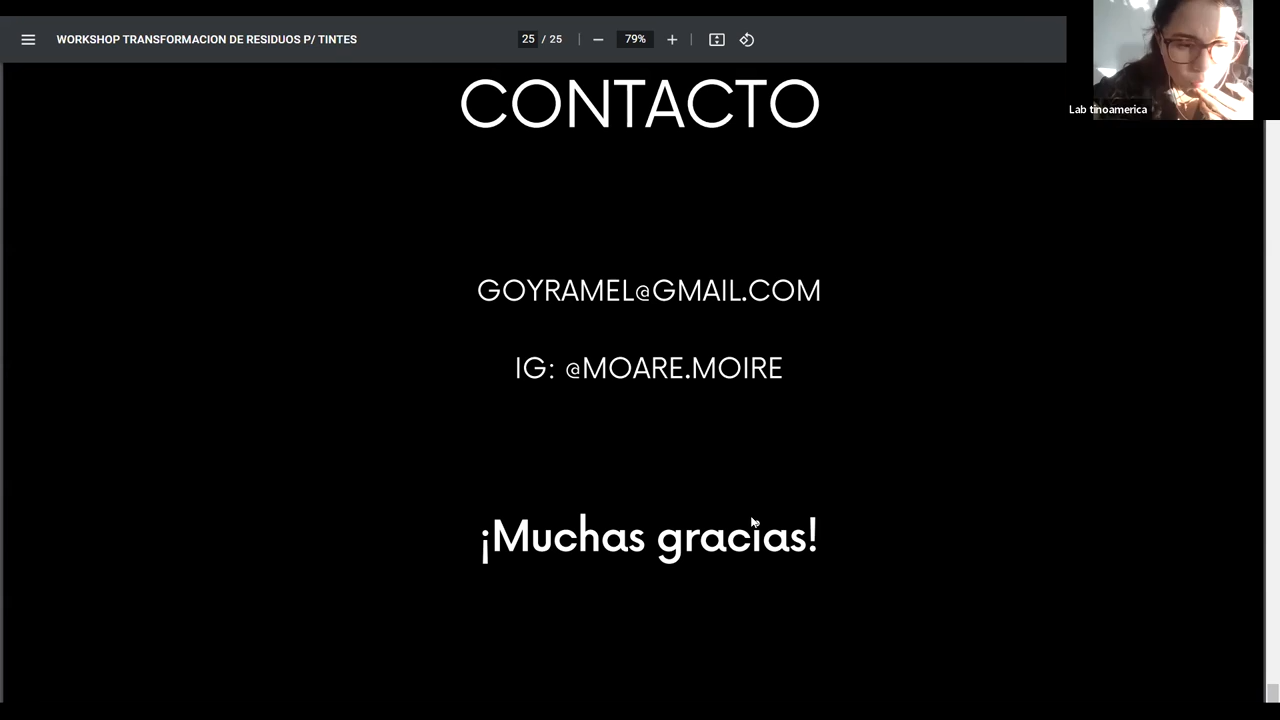 WORKSHOP TRANSFORMACION DE RESIDUOS P/ TINTES
25 / 25
79%
Lab tinoamerica
CONTACTO
GOYRAMEL@GMAIL.COM
IG: @MOARE.MOIRE
¡Muchas gracias!